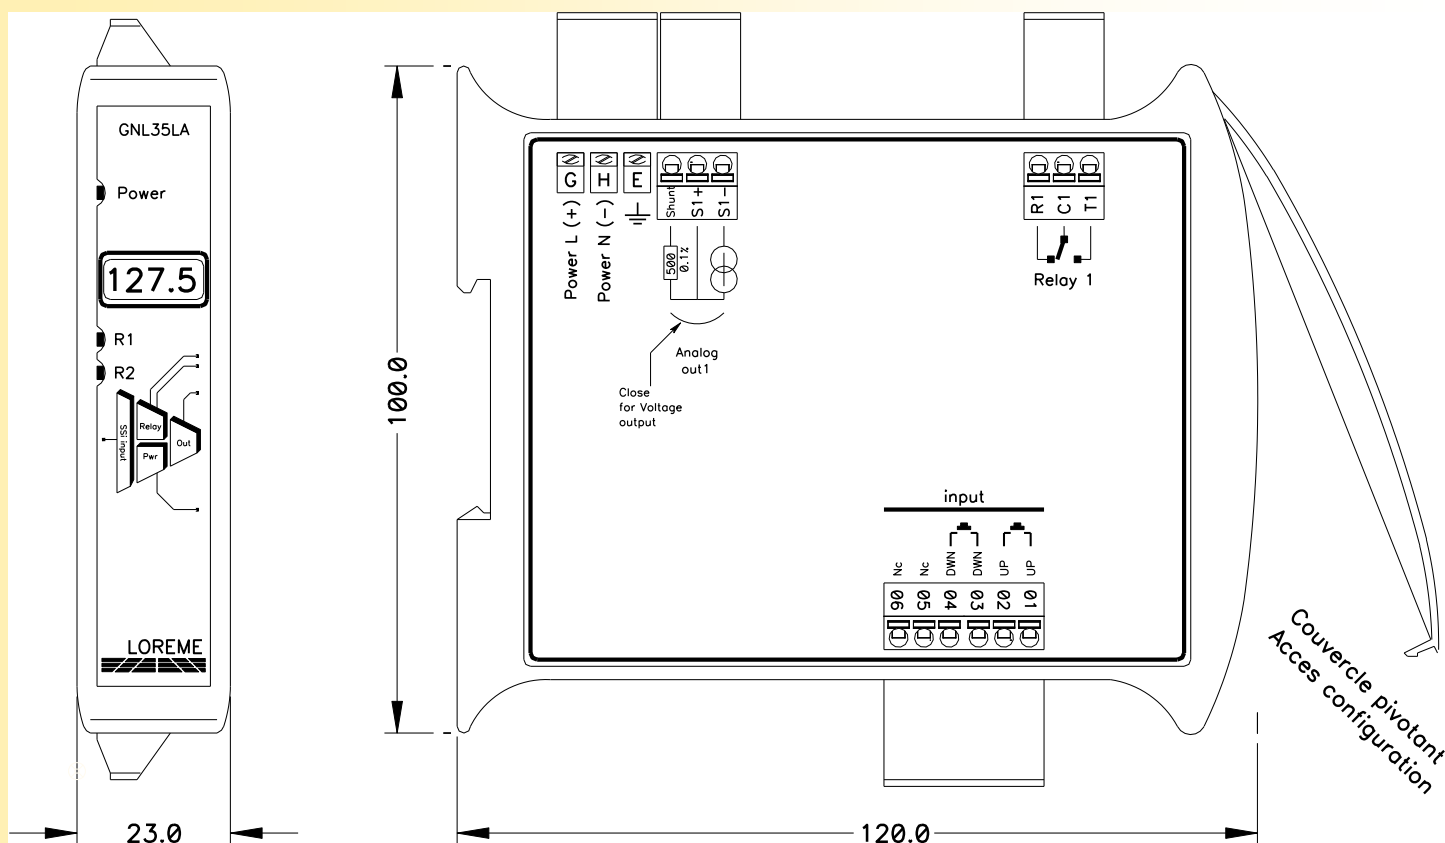 GNL35LA
Power
127.5
R1
R2
SSi input
Relay
Pwr
Out
LOREME
23.0
100.0
120.0
G
H
E
Power L (+)
Power N (-)
Shunt
S1+
S1-
500
0.1%
Analog
out1
Close
for Voltage
output
R1
C1
T1
Relay 1
input
Nc
Nc
DWN
DWN
UP
UP
06
05
04
03
02
01
Couvercle pivotant
Acces configuration